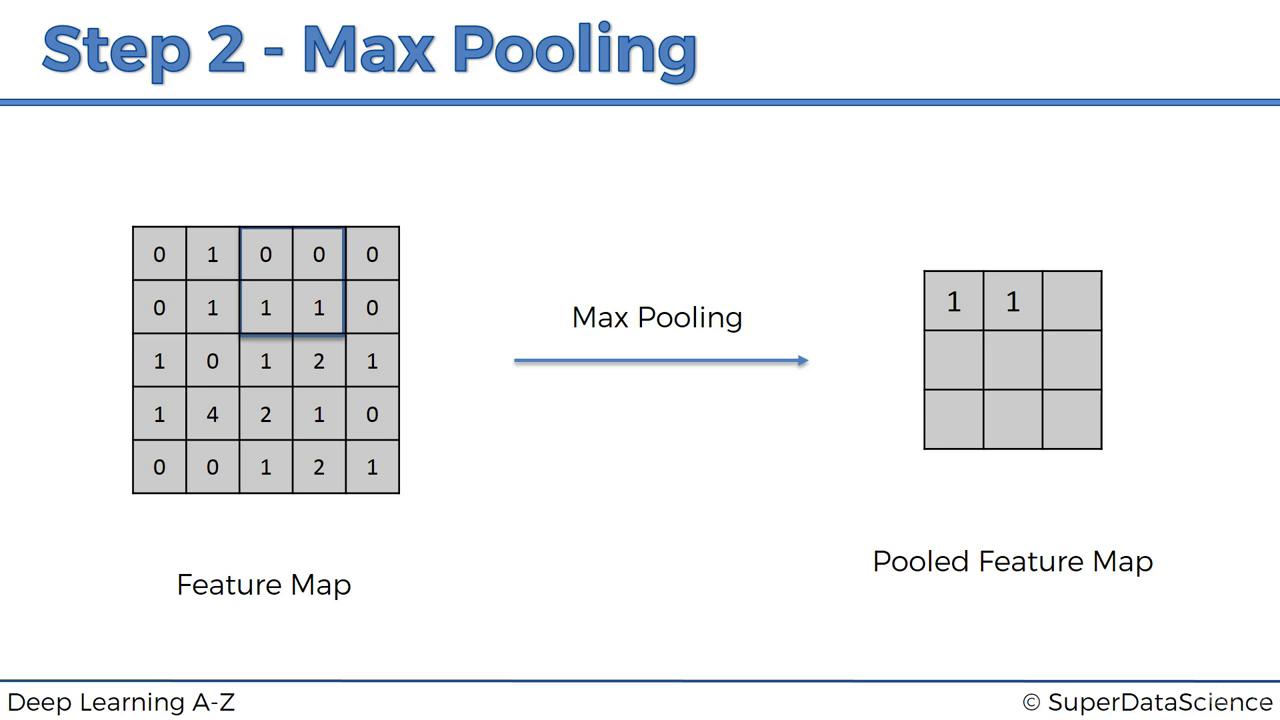 Step 2 - Max Pooling
0 1 0 0 0
0 1 1 1 0
1 0 1 2 1
1 4 2 1 0
0 0 1 2 1
Feature Map
Max Pooling
1 1
Pooled Feature Map
Deep Learning A-Z
© SuperDataScience